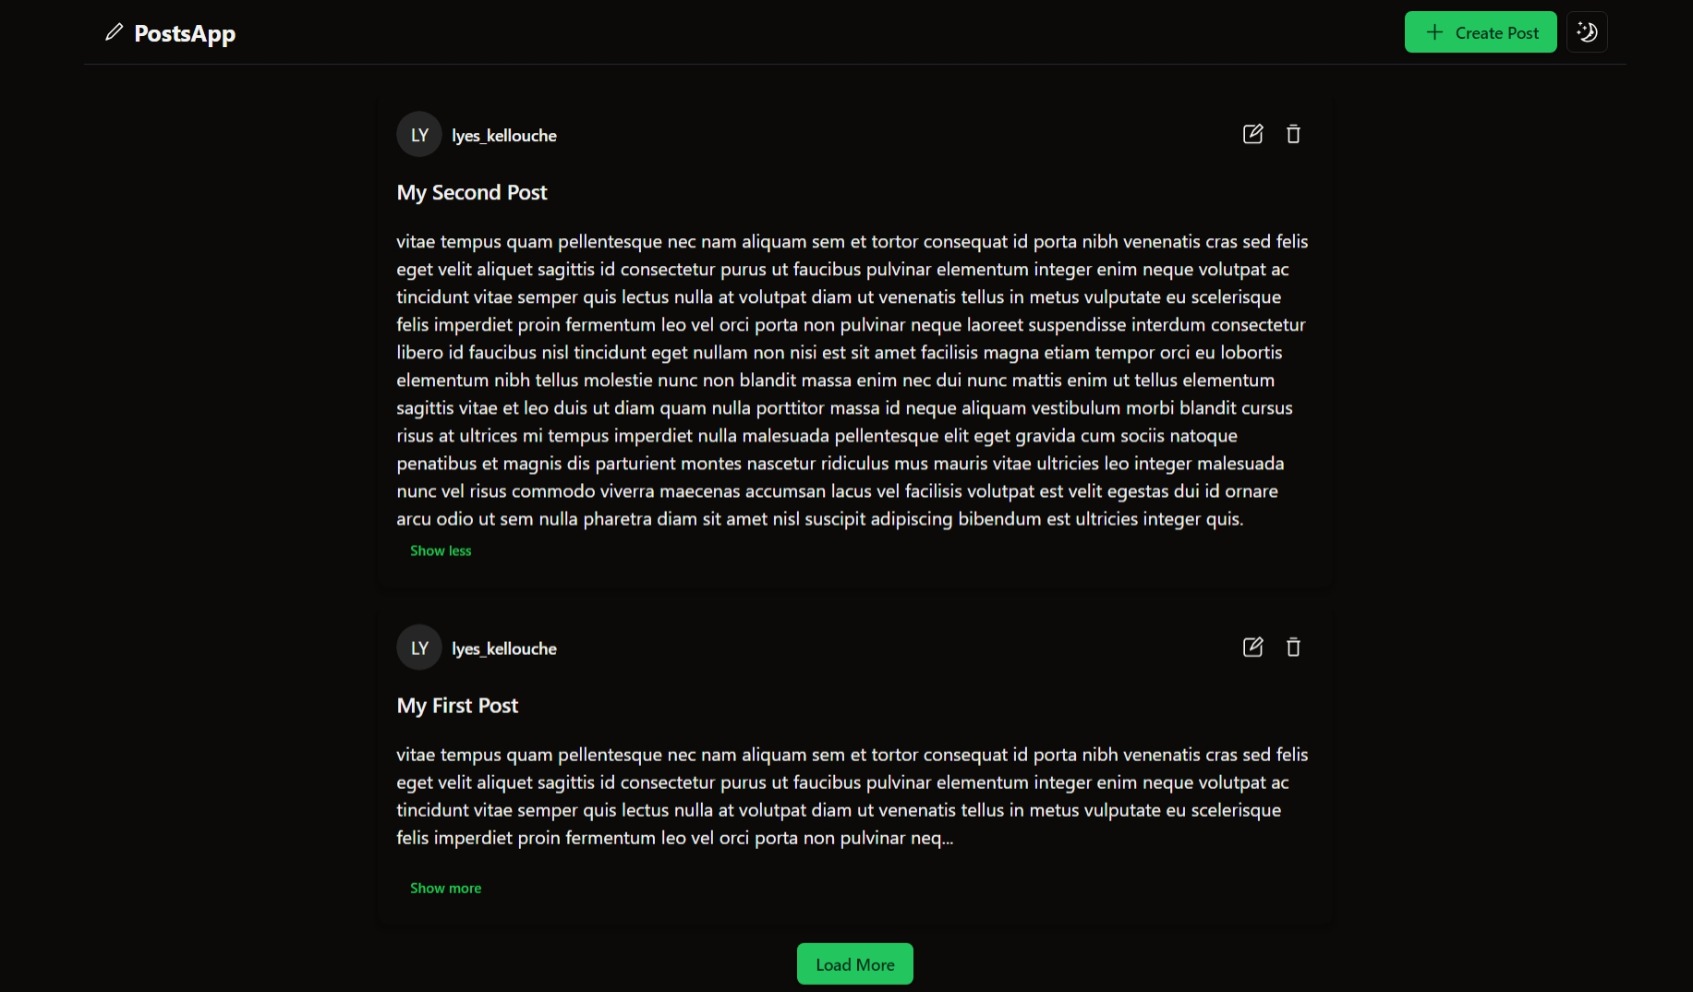 PostsApp
Create Post
LY
lyes_kellouche
My Second Post
vitae tempus quam pellentesque nec nam aliquam sem et tortor consequat id porta nibh venenatis cras sed felis
eget velit aliquet sagittis id consectetur purus ut faucibus pulvinar elementum integer enim neque volutpat ac
tincidunt vitae semper quis lectus nulla at volutpat diam ut venenatis tellus in metus vulputate eu scelerisque
felis imperdiet proin fermentum leo vel orci porta non pulvinar neque laoreet suspendisse interdum consectetur
libero id faucibus nisl tincidunt eget nullam non nisi est sit amet facilisis magna etiam tempor orci eu lobortis
elementum nibh tellus molestie nunc non blandit massa enim nec dui nunc mattis enim ut tellus elementum
sagittis vitae et leo duis ut diam quam nulla porttitor massa id neque aliquam vestibulum morbi blandit cursus
risus at ultrices mi tempus imperdiet nulla malesuada pellentesque elit eget gravida cum sociis natoque
penatibus et magnis dis parturient montes nascetur ridiculus mus mauris vitae ultricies leo integer malesuada
nunc vel risus commodo viverra maecenas accumsan lacus vel facilisis volutpat est velit egestas dui id ornare
arcu odio ut sem nulla pharetra diam sit amet nisl suscipit adipiscing bibendum est ultricies integer quis.
Show less
LY
lyes_kellouche
My First Post
vitae tempus quam pellentesque nec nam aliquam sem et tortor consequat id porta nibh venenatis cras sed felis
eget velit aliquet sagittis id consectetur purus ut faucibus pulvinar elementum integer enim neque volutpat ac
tincidunt vitae semper quis lectus nulla at volutpat diam ut venenatis tellus in metus vulputate eu scelerisque
felis imperdiet proin fermentum leo vel orci porta non pulvinar neq...
Show more
Load More